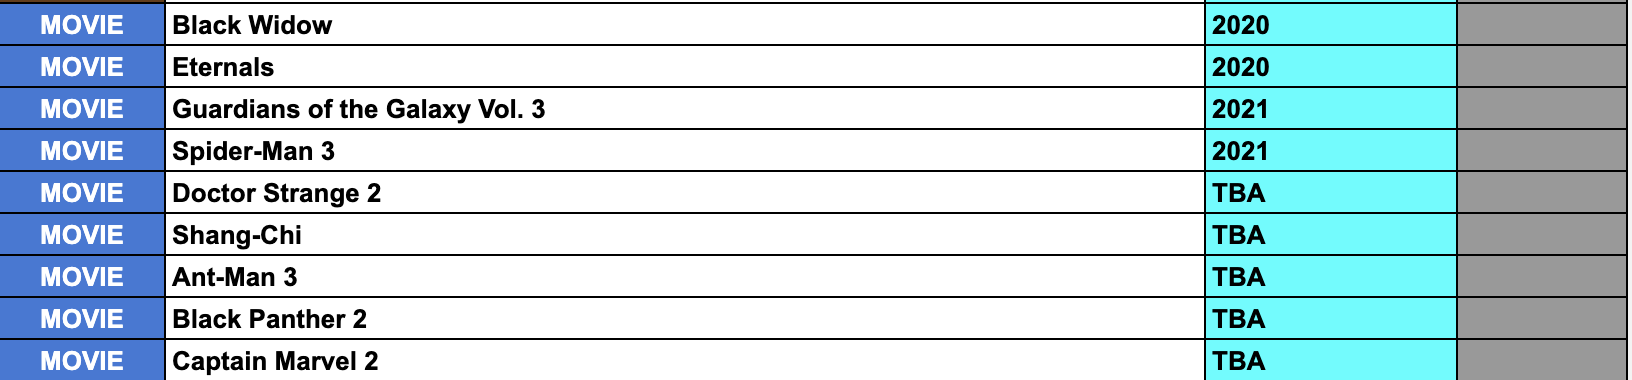 MOVIE Black Widow 2020
MOVIE Eternals 2020
MOVIE Guardians of the Galaxy Vol. 3 2021
MOVIE Spider-Man 3 2021
MOVIE Doctor Strange 2 TBA
MOVIE Shang-Chi TBA
MOVIE Ant-Man 3 TBA
MOVIE Black Panther 2 TBA
MOVIE Captain Marvel 2 TBA